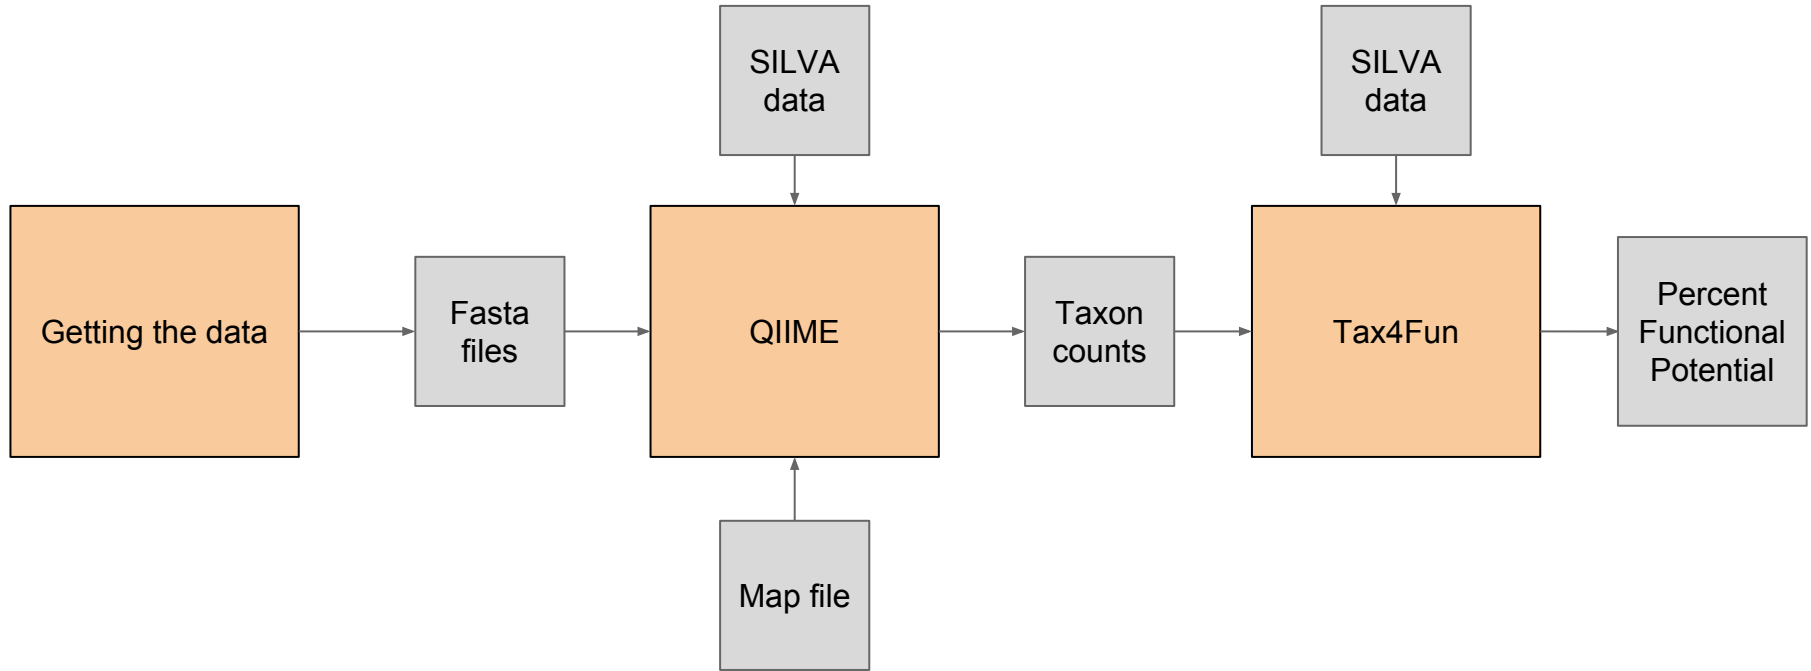 SILVA
data
SILVA
data
Getting the data
Fasta
files
QIIME
Taxon
counts
Tax4Fun
Percent
Functional
Potential
Map file